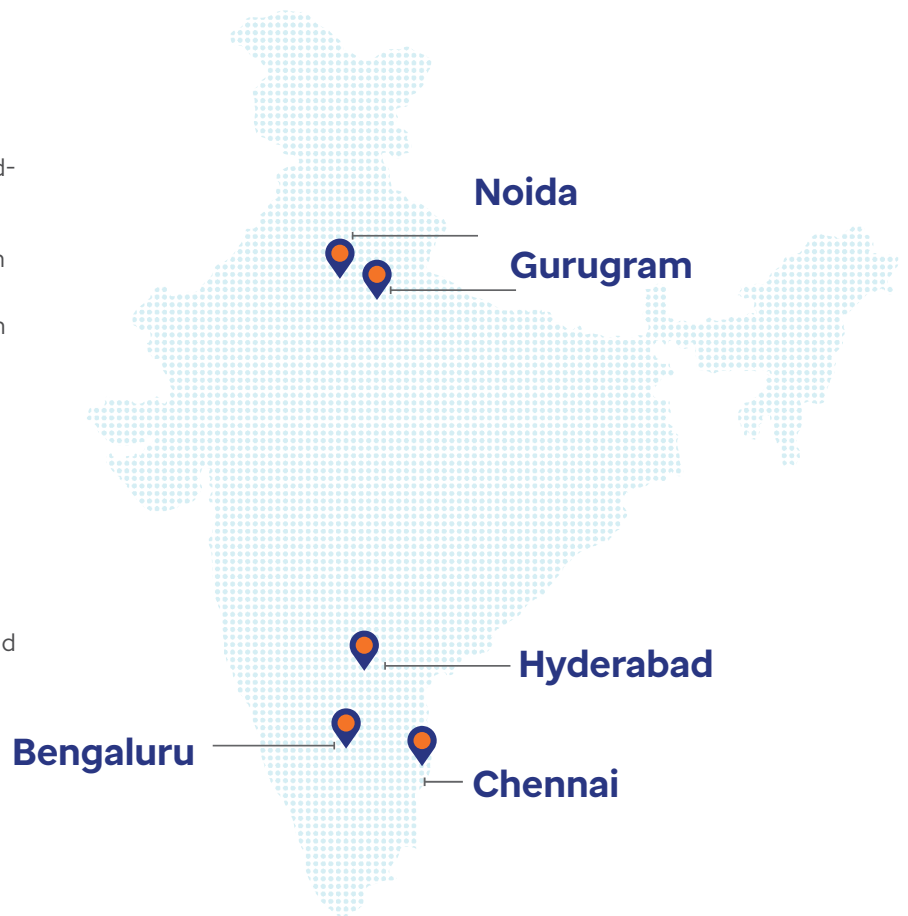 d-
Noida
n
Gurugram
n
d
Hyderabad
Bengaluru
Chennai